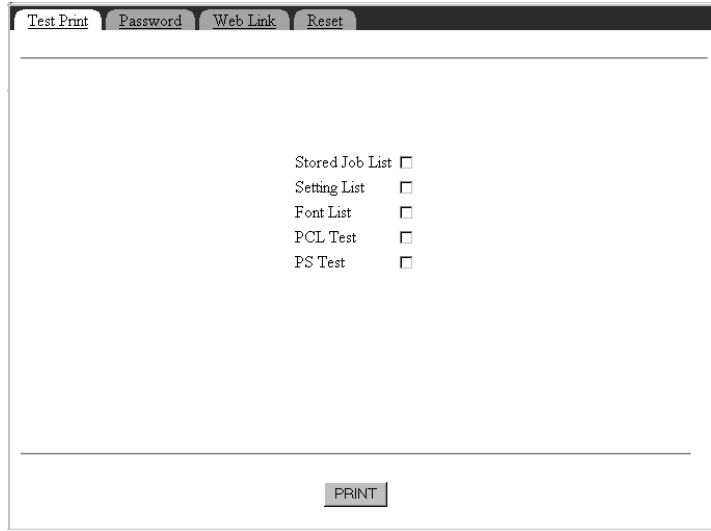 Test Print Password Web Link Reset
Stored Job List
Setting List
Font List
PCL Test
PS Test
PRINT